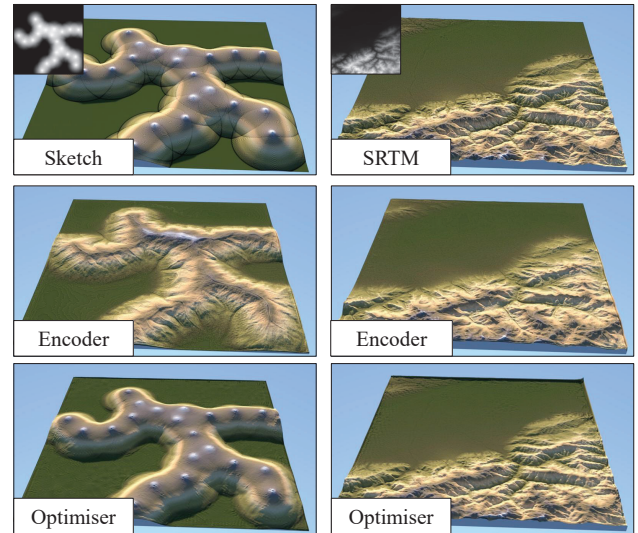 Sketch
SRTM
Encoder
Encoder
Optimiser
Optimiser